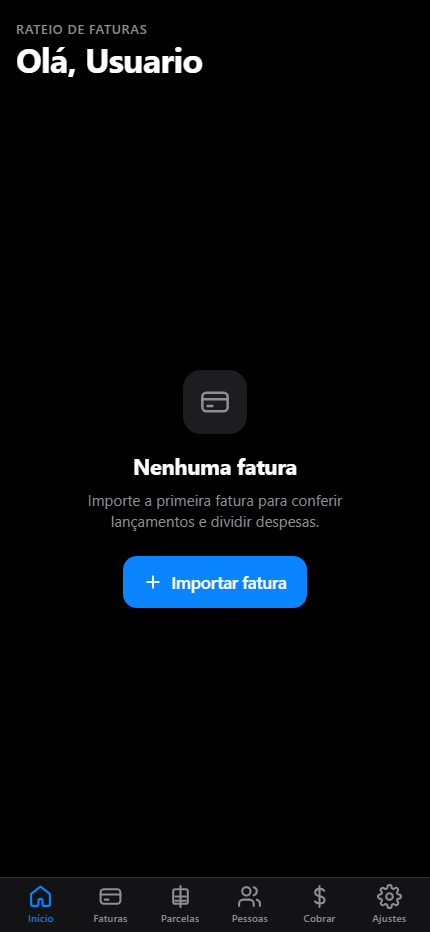 RATEIO DE FATURAS
Olá, Usuario
Nenhuma fatura
Importe a primeira fatura para conferir
lançamentos e dividir despesas.
Importar fatura
Início
Faturas
Parcelas
Pessoas
Cobrar
Ajustes